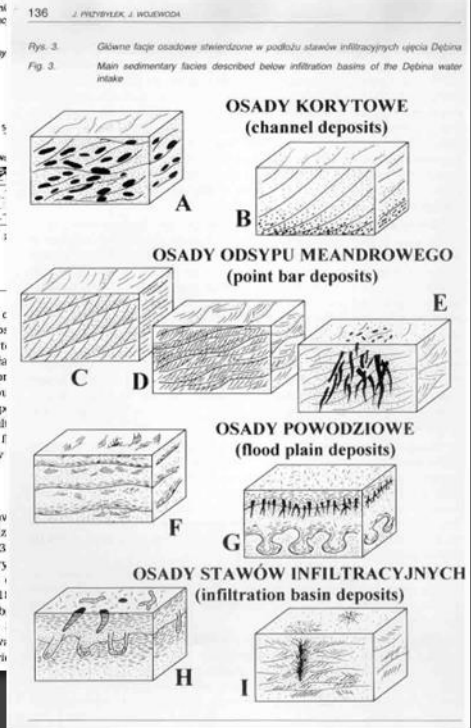 136 J. PRZYBYŁEK, J. WOJEWODA
Rys. 3. Główne facje osadowe stwierdzone w podłożu stawów infiltracyjnych ujęcia Dębina
Fig. 3. Main sedimentary facies described below infiltration basins of the Dębina water
intake
OSADY KORYTOWE
(channel deposits)
A
B
OSADY ODSYPU MEANDROWEGO
(point bar deposits)
E
C
D
OSADY POWODZIOWE
(flood plain deposits)
F
G
OSADY STAWÓW INFILTRACYJNYCH
(infiltration basin deposits)
H
I